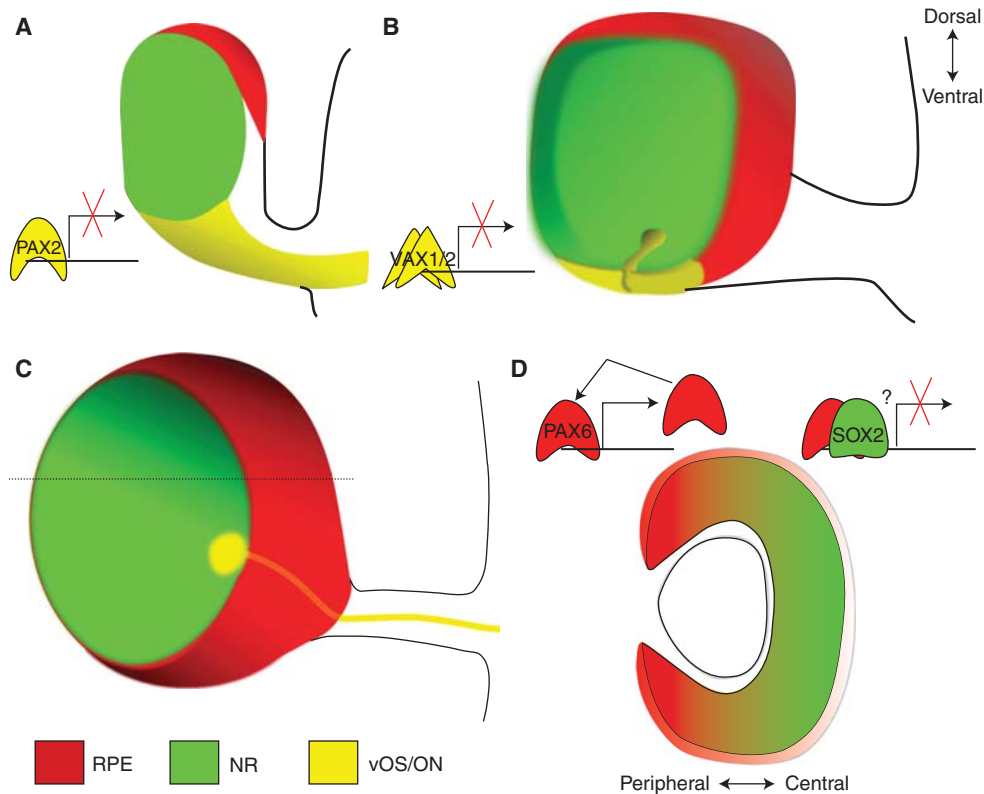 A
B
Dorsal
Ventral
PAX2
VAX1/2
C
D
PAX6
?
SOX2
RPE
NR
vOS/ON
Peripheral
Central